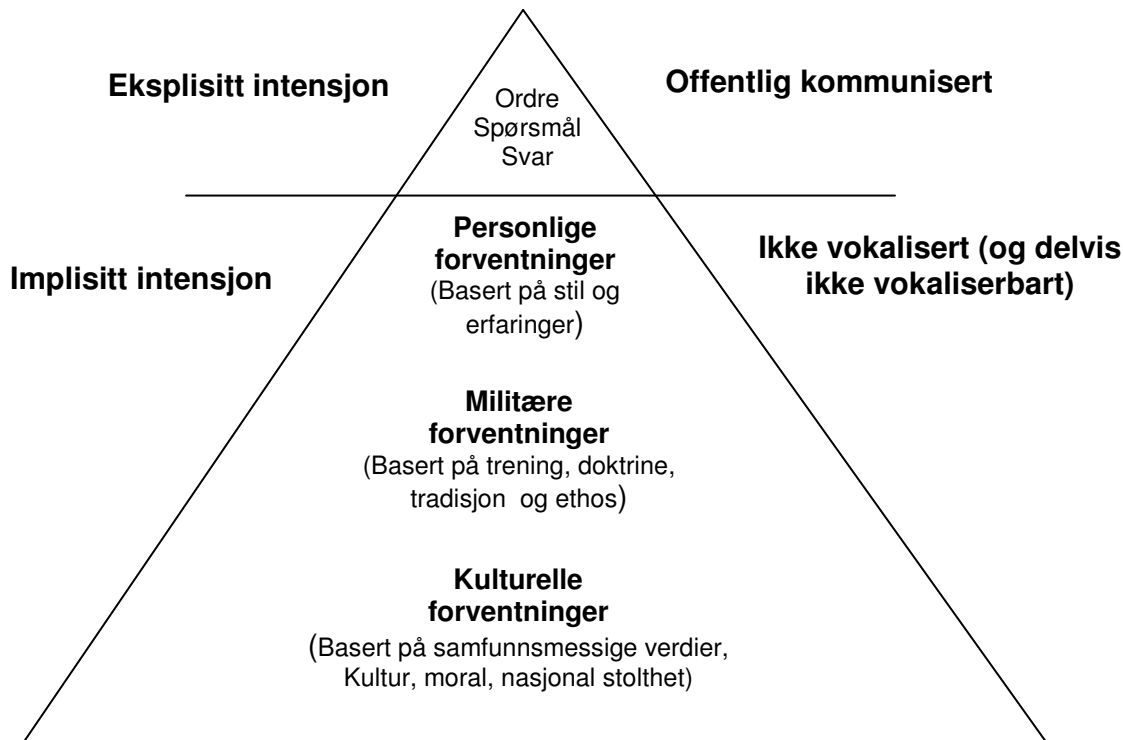 Eksplisitt intensjon
Offentlig kommunisert
Ordre
Spørsmål
Svar
Implisitt intensjon
Personlige
forventninger
(Basert på stil og
erfaringer)
Ikke vokalisert (og delvis
ikke vokaliserbart)
Militære
forventninger
(Basert på trening, doktrine,
tradisjon og ethos)
Kulturelle
forventninger
(Basert på samfunnsmessige verdier,
Kultur, moral, nasjonal stolthet)